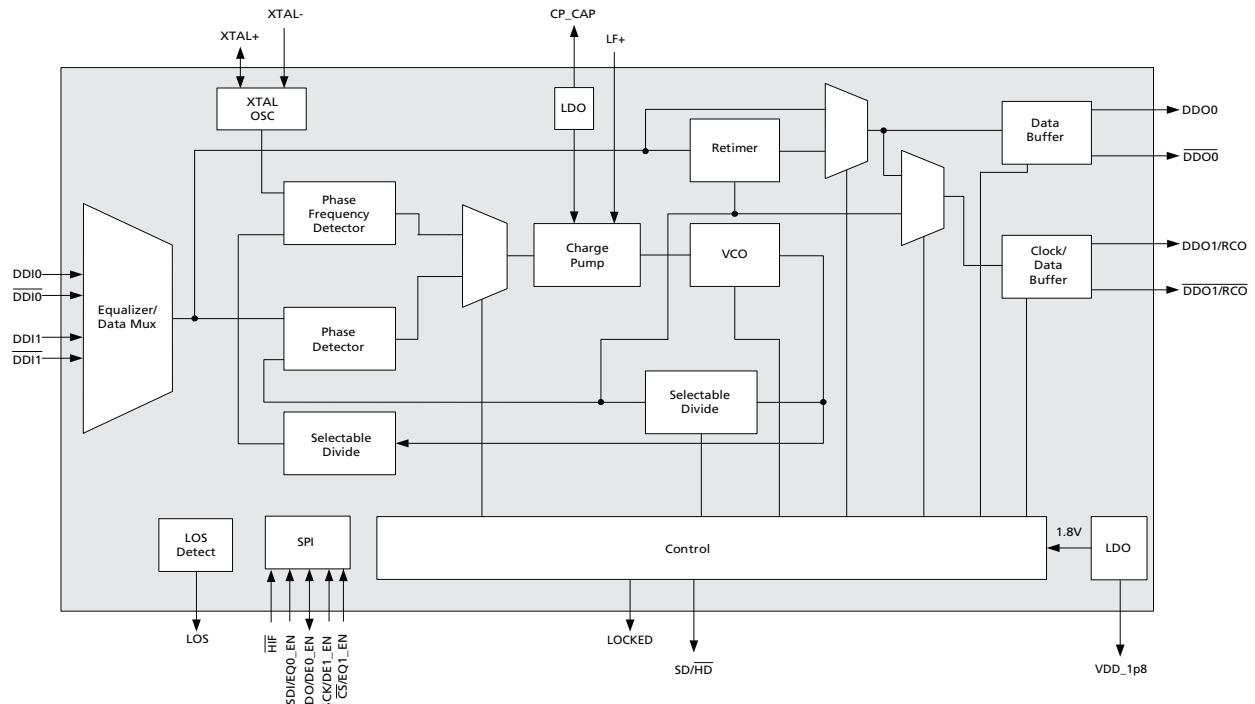 XTAL-
CP_CAP
XTAL+
LF+
XTAL
OSC
LDO
Data
Buffer
DDO0
DDO0
Retimer
Phase
Frequency
Detector
Charge
Pump
VCO
Clock/
Data
Buffer
DDO1/RCO
DDO1/RCO
DDI0
DDI0
DDI1
DDI1
Equalizer/
Data Mux
Phase
Detector
Selectable
Divide
Selectable
Divide
LOS
Detect
SPI
Control
1.8V
LDO
LOS
HIF
SDI/EQ0_EN
DO/DE0_EN
CK/DE1_EN
CS/EQ1_EN
LOCKED
SD/HD
VDD_1p8